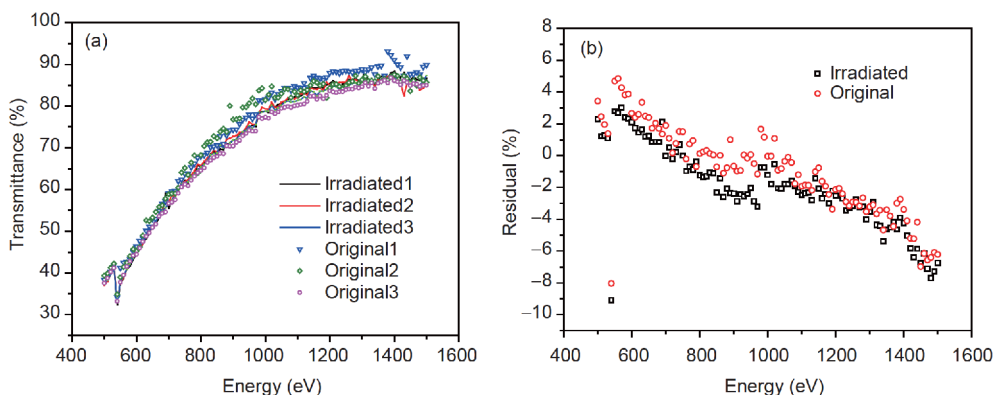 (a)
Transmittance (%)
100
90
80
70
60
50
40
30
Irradiated1
Irradiated2
Irradiated3
Original1
Original2
Original3
400 600 800 1000 1200 1400 1600
Energy (eV)
(b)
Residual (%)
8
6
4
2
0
−2
−4
−6
−8
−10
Irradiated
Original
400 600 800 1000 1200 1400 1600
Energy (eV)